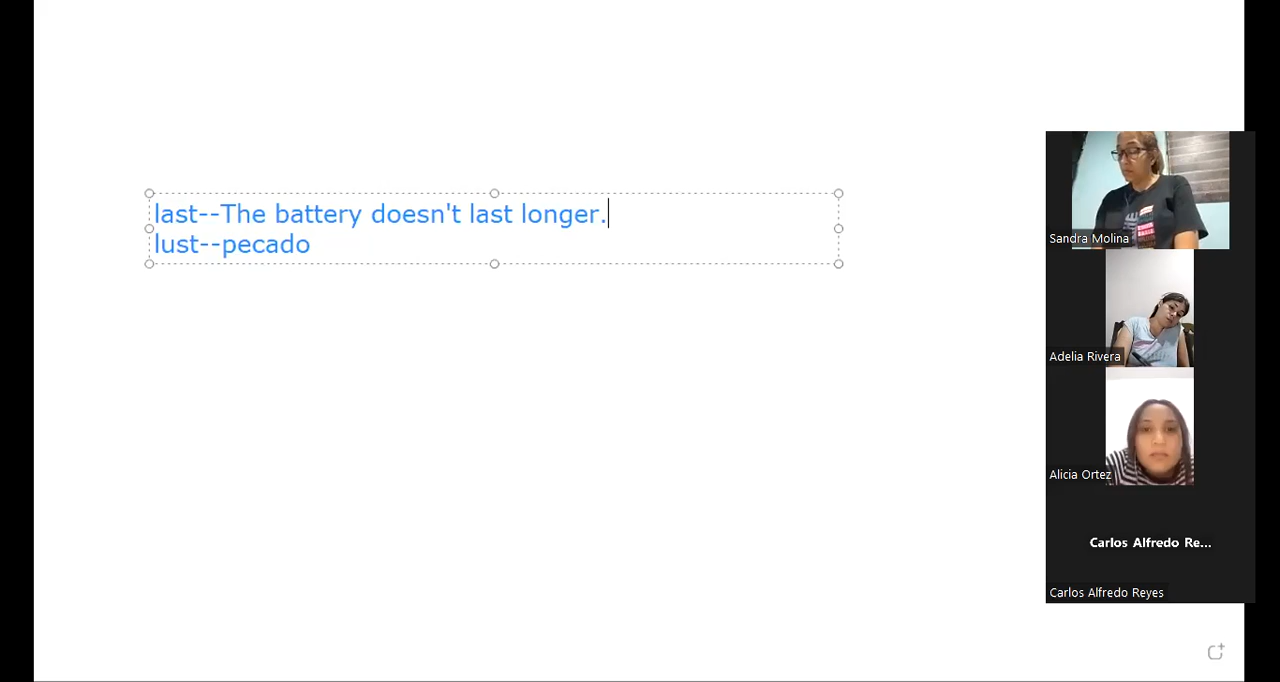 last--The battery doesn't last longer.
lust--pecado
Sandra Molina
Adelia Rivera
Alicia Ortez
Carlos Alfredo Re...
Carlos Alfredo Reyes